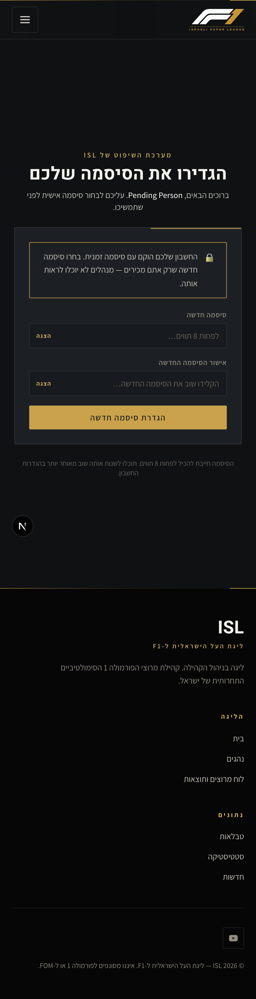 F1
ISRAELI SUPER LEAGUE
מערכת השיפוט של ISL
הגדירו את הסיסמה שלכם
ברוכים הבאים, Pending Person. עליכם לבחור סיסמה אישית לפני
שתמשיכו.
החשבון שלכם הוקם עם סיסמה זמנית. בחרו סיסמה
חדשה שרק אתם מכירים — מנהלים לא יוכלו לראות
אותה.
סיסמה חדשה
לפחות 8 תווים…
הצגה
אישור הסיסמה החדשה
הקלידו שוב את הסיסמה החדשה…
הצגה
הגדרת סיסמה חדשה
הסיסמה חייבת להכיל לפחות 8 תווים. תוכלו לשנות אותה שוב מאוחר יותר בהגדרות
החשבון.
N
ISL
ליגת העל הישראלית ל-F1
ליגה בניהול הקהילה. קהילת מרוצי הפורמולה 1 הסימולטיביים
התחרותית של ישראל.
הליגה
בית
נהגים
לוח מרוצים ותוצאות
נתונים
טבלאות
סטטיסטיקה
חדשות
© 2026 ISL — ליגת העל הישראלית ל-F1. איננו מסונפים לפורמולה 1 או ל-FOM.